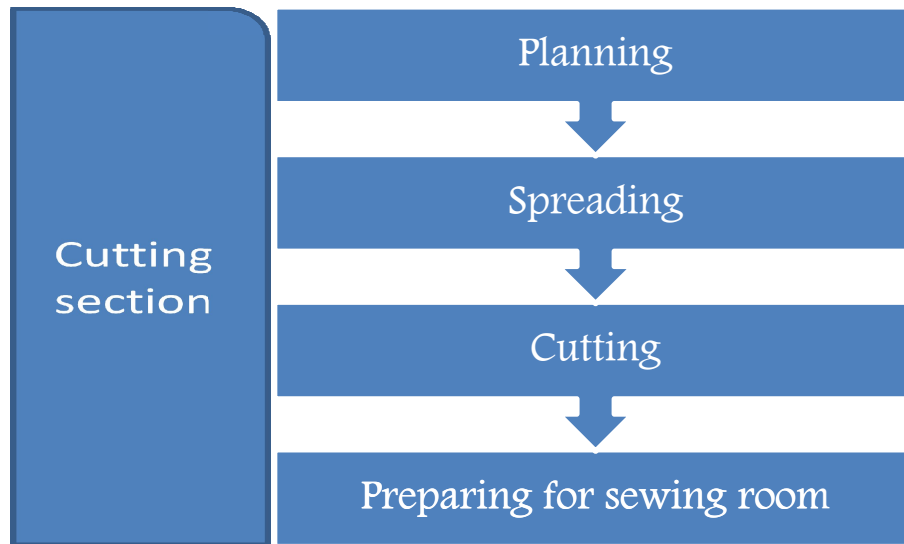 Cutting
section
Planning
Spreading
Cutting
Preparing for sewing room